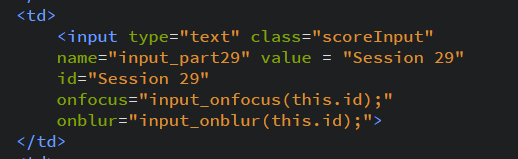 <td>
<input type="text" class="scoreInput"
name="input_part29" value = "Session 29"
id="Session 29"
onfocus="input_onfocus(this.id);"
onblur="input_onblur(this.id);">
</td>